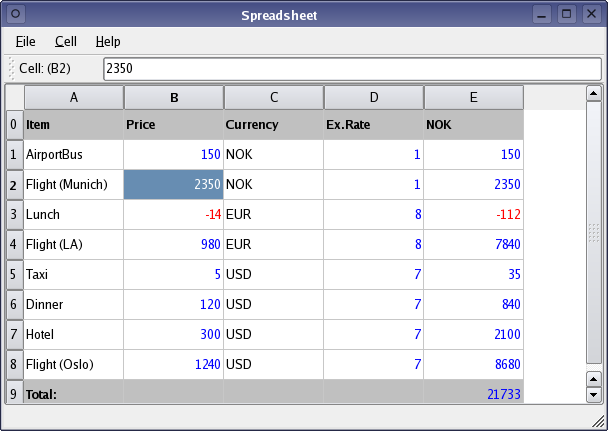 Spreadsheet
File Cell Help
Cell: (B2) 2350
A B C D E
0 Item Price Currency Ex.Rate NOK
1 AirportBus 150 NOK 1 150
2 Flight (Munich) 2350 NOK 1 2350
3 Lunch -14 EUR 8 -112
4 Flight (LA) 980 EUR 8 7840
5 Taxi 5 USD 7 35
6 Dinner 120 USD 7 840
7 Hotel 300 USD 7 2100
8 Flight (Oslo) 1240 USD 7 8680
9 Total: 21733